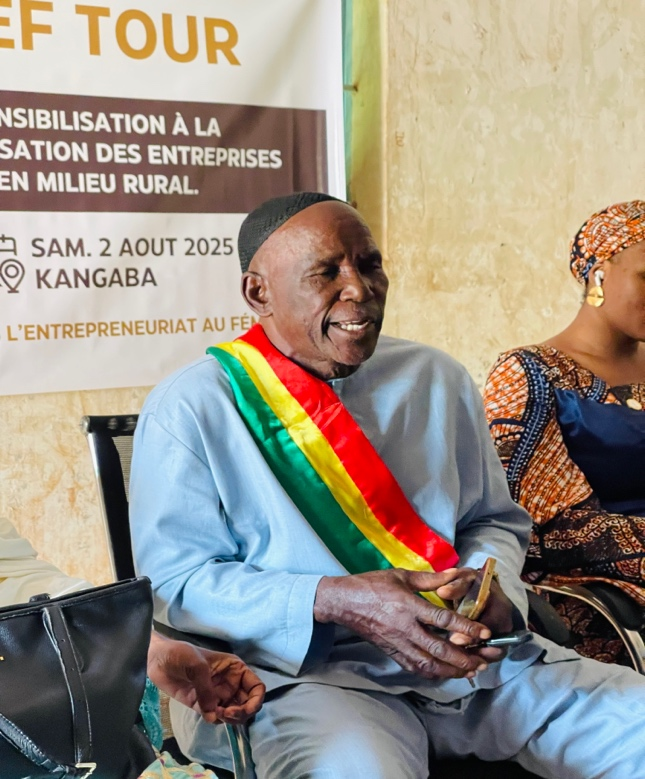 EF TOUR
NSIBILISATION À LA
SATION DES ENTREPRISES
EN MILIEU RURAL.
SAM. 2 AOUT 2025
KANGABA
L'ENTREPRENEURIAT AU FÉ